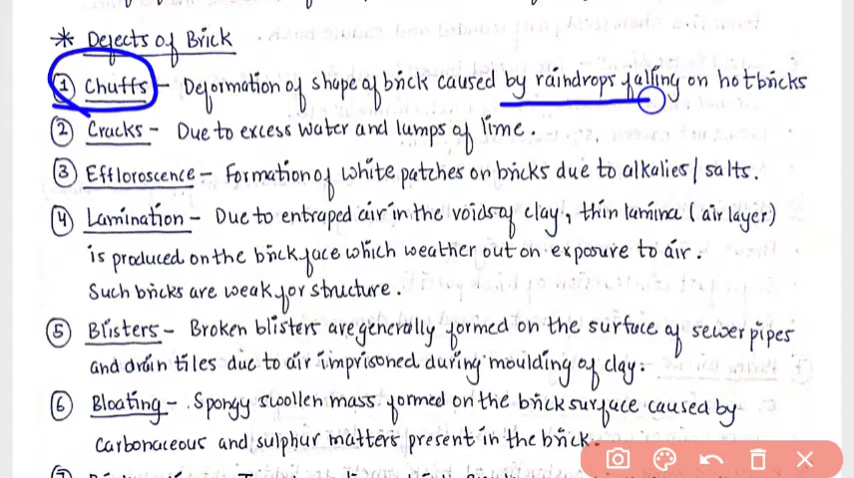 * Defects of Brick
① Chuffs - Deformation of shape of brick caused by raindrops falling on hot bricks
② Cracks - Due to excess water and lumps of lime.
③ Effloroscence - Formation of white patches on bricks due to alkalies/salts.
④ Lamination - Due to entraped air in the voids of clay, thin lamina (air layer)
is produced on the brick face which weather out on exposure to air.
Such bricks are weak for structure.
⑤ Blisters - Broken blisters are generally formed on the surface of sewer pipes
and drain tiles due to air imprisoned during moulding of clay.
⑥ Bloating - Spongy swollen mass formed on the brick surface caused by
carbonaceous and sulphur matters present in the brick.